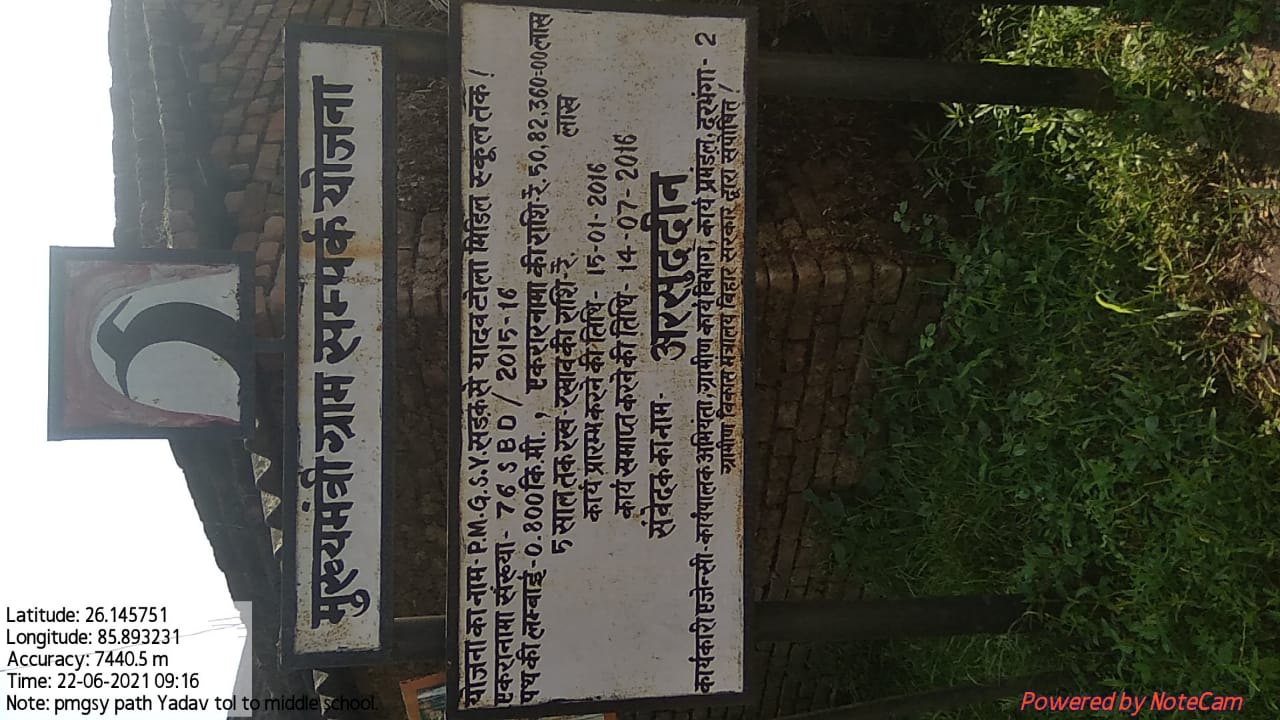 मुख्यमंत्री ग्राम सम्पर्क योजना
योजना का नाम- P.M.G.S.Y. सड़क से यादव टोला मिडिल स्कूल तक।
एकरारनामा संख्या- 76 SBD / 2015-16
पथ की लम्बाई- 0.800 कि.मी. , एकरारनामा की राशि रु. 50,82,360=00 लाख
5 साल तक रख-रखाव की राशि- रु. लाख
कार्य प्रारम्भ करने की तिथि- 15-01-2016
कार्य समाप्त करने की तिथि- 14-07-2016
संवेदक का नाम- अरसुद्दीन
कार्यकारी एजेन्सी- कार्यपालक अभियंता, ग्रामीण कार्य विभाग, कार्य प्रमंडल, दरभंगा- 2
ग्रामीण विकास मंत्रालय बिहार सरकार द्वारा संपोषित।
Latitude: 26.145751
Longitude: 85.893231
Accuracy: 7440.5 m
Time: 22-06-2021 09:16
Note: pmgsy path Yadav tol to middle school.
Powered by NoteCam